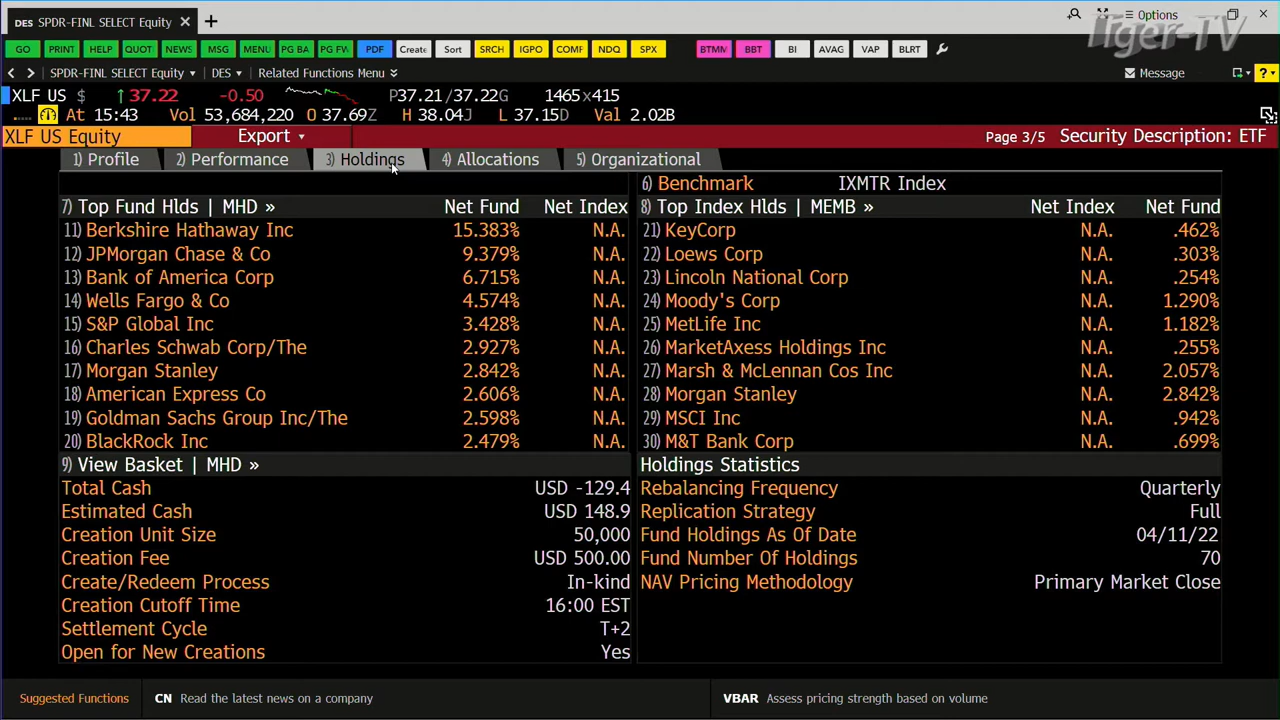 DES SPDR-FINL SELECT Equity × +
Options
Tiger-TV
GO PRINT HELP QUOT NEWS MSG MENU PG BA PG FW PDF Create Sort SRCH IGPO COMF NDQ SPX BTMN BBT BI AVAG VAP BLRT
< > SPDR-FINL SELECT Equity DES Related Functions Menu Message ?
XLF US $ ↑37.22 -0.50 P37.21/37.22G 1465x415
At 15:43 Vol 53,684,220 O 37.69Z H 38.04J L 37.15D Val 2.02B
XLF US Equity Export Page 3/5 Security Description: ETF
1) Profile 2) Performance 3) Holdings 4) Allocations 5) Organizational
6) Benchmark IXMTR Index
7) Top Fund Hlds | MHD » Net Fund Net Index 8) Top Index Hlds | MEMB » Net Index Net Fund
11) Berkshire Hathaway Inc 15.383% N.A. 21) KeyCorp N.A. .462%
12) JPMorgan Chase & Co 9.379% N.A. 22) Loews Corp N.A. .303%
13) Bank of America Corp 6.715% N.A. 23) Lincoln National Corp N.A. .254%
14) Wells Fargo & Co 4.574% N.A. 24) Moody's Corp N.A. 1.290%
15) S&P Global Inc 3.428% N.A. 25) MetLife Inc N.A. 1.182%
16) Charles Schwab Corp/The 2.927% N.A. 26) MarketAxess Holdings Inc N.A. .255%
17) Morgan Stanley 2.842% N.A. 27) Marsh & McLennan Cos Inc N.A. 2.057%
18) American Express Co 2.606% N.A. 28) Morgan Stanley N.A. 2.842%
19) Goldman Sachs Group Inc/The 2.598% N.A. 29) MSCI Inc N.A. .942%
20) BlackRock Inc 2.479% N.A. 30) M&T Bank Corp N.A. .699%
9) View Basket | MHD » Holdings Statistics
Total Cash USD -129.4 Rebalancing Frequency Quarterly
Estimated Cash USD 148.9 Replication Strategy Full
Creation Unit Size 50,000 Fund Holdings As Of Date 04/11/22
Creation Fee USD 500.00 Fund Number Of Holdings 70
Create/Redeem Process In-kind NAV Pricing Methodology Primary Market Close
Creation Cutoff Time 16:00 EST
Settlement Cycle T+2
Open for New Creations Yes
Suggested Functions CN Read the latest news on a company VBAR Assess pricing strength based on volume